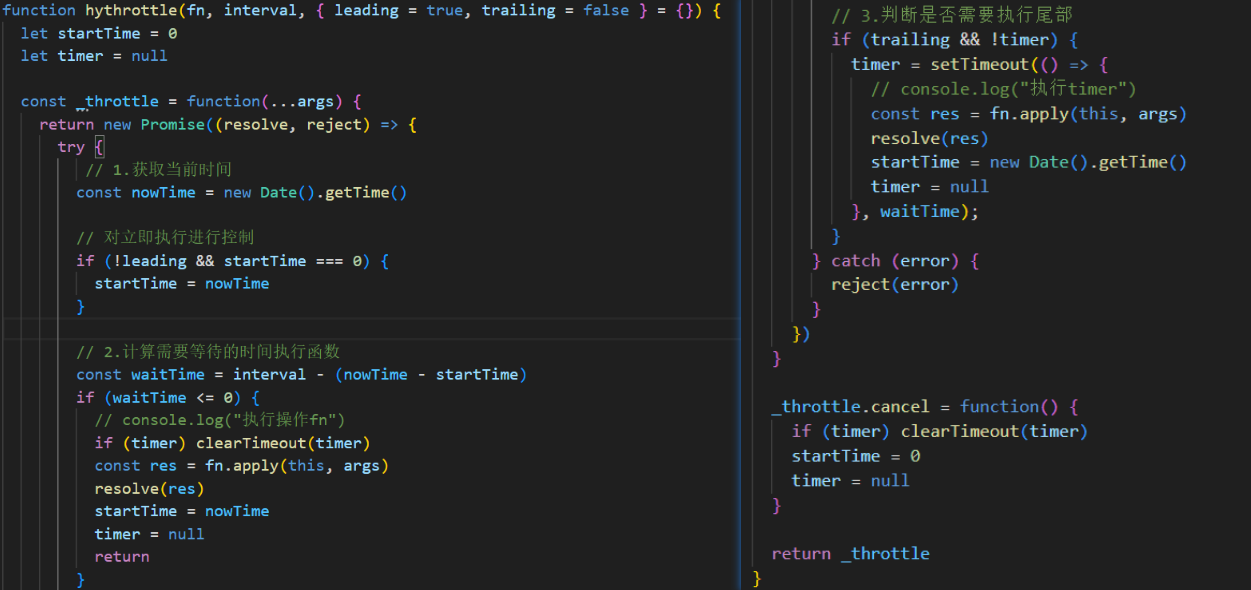 function hythrottle(fn, interval, { leading = true, trailing = false } = {}) {
  let startTime = 0
  let timer = null

  const _throttle = function(...args) {
    return new Promise((resolve, reject) => {
      try {
         // 1.获取当前时间
        const nowTime = new Date().getTime()

        // 对立即执行进行控制
        if (!leading && startTime === 0) {
          startTime = nowTime
        }

        // 2.计算需要等待的时间执行函数
        const waitTime = interval - (nowTime - startTime)
        if (waitTime <= 0) {
          // console.log("执行操作fn")
          if (timer) clearTimeout(timer)
          const res = fn.apply(this, args)
          resolve(res)
          startTime = nowTime
          timer = null
          return
        }
        // 3.判断是否需要执行尾部
        if (trailing && !timer) {
          timer = setTimeout(() => {
            // console.log("执行timer")
            const res = fn.apply(this, args)
            resolve(res)
            startTime = new Date().getTime()
            timer = null
          }, waitTime);
        }
      } catch (error) {
        reject(error)
      }
    })
  }

  _throttle.cancel = function() {
    if (timer) clearTimeout(timer)
    startTime = 0
    timer = null
  }

  return _throttle
}